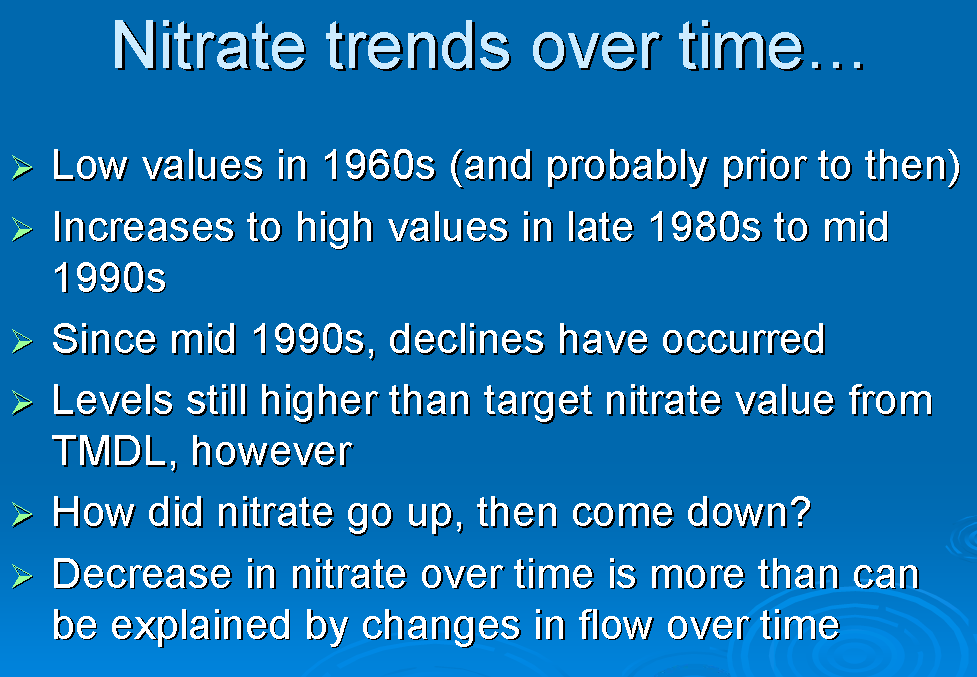 Nitrate trends over time…
Low values in 1960s (and probably prior to then)
Increases to high values in late 1980s to mid
1990s
Since mid 1990s, declines have occurred
Levels still higher than target nitrate value from
TMDL, however
How did nitrate go up, then come down?
Decrease in nitrate over time is more than can
be explained by changes in flow over time